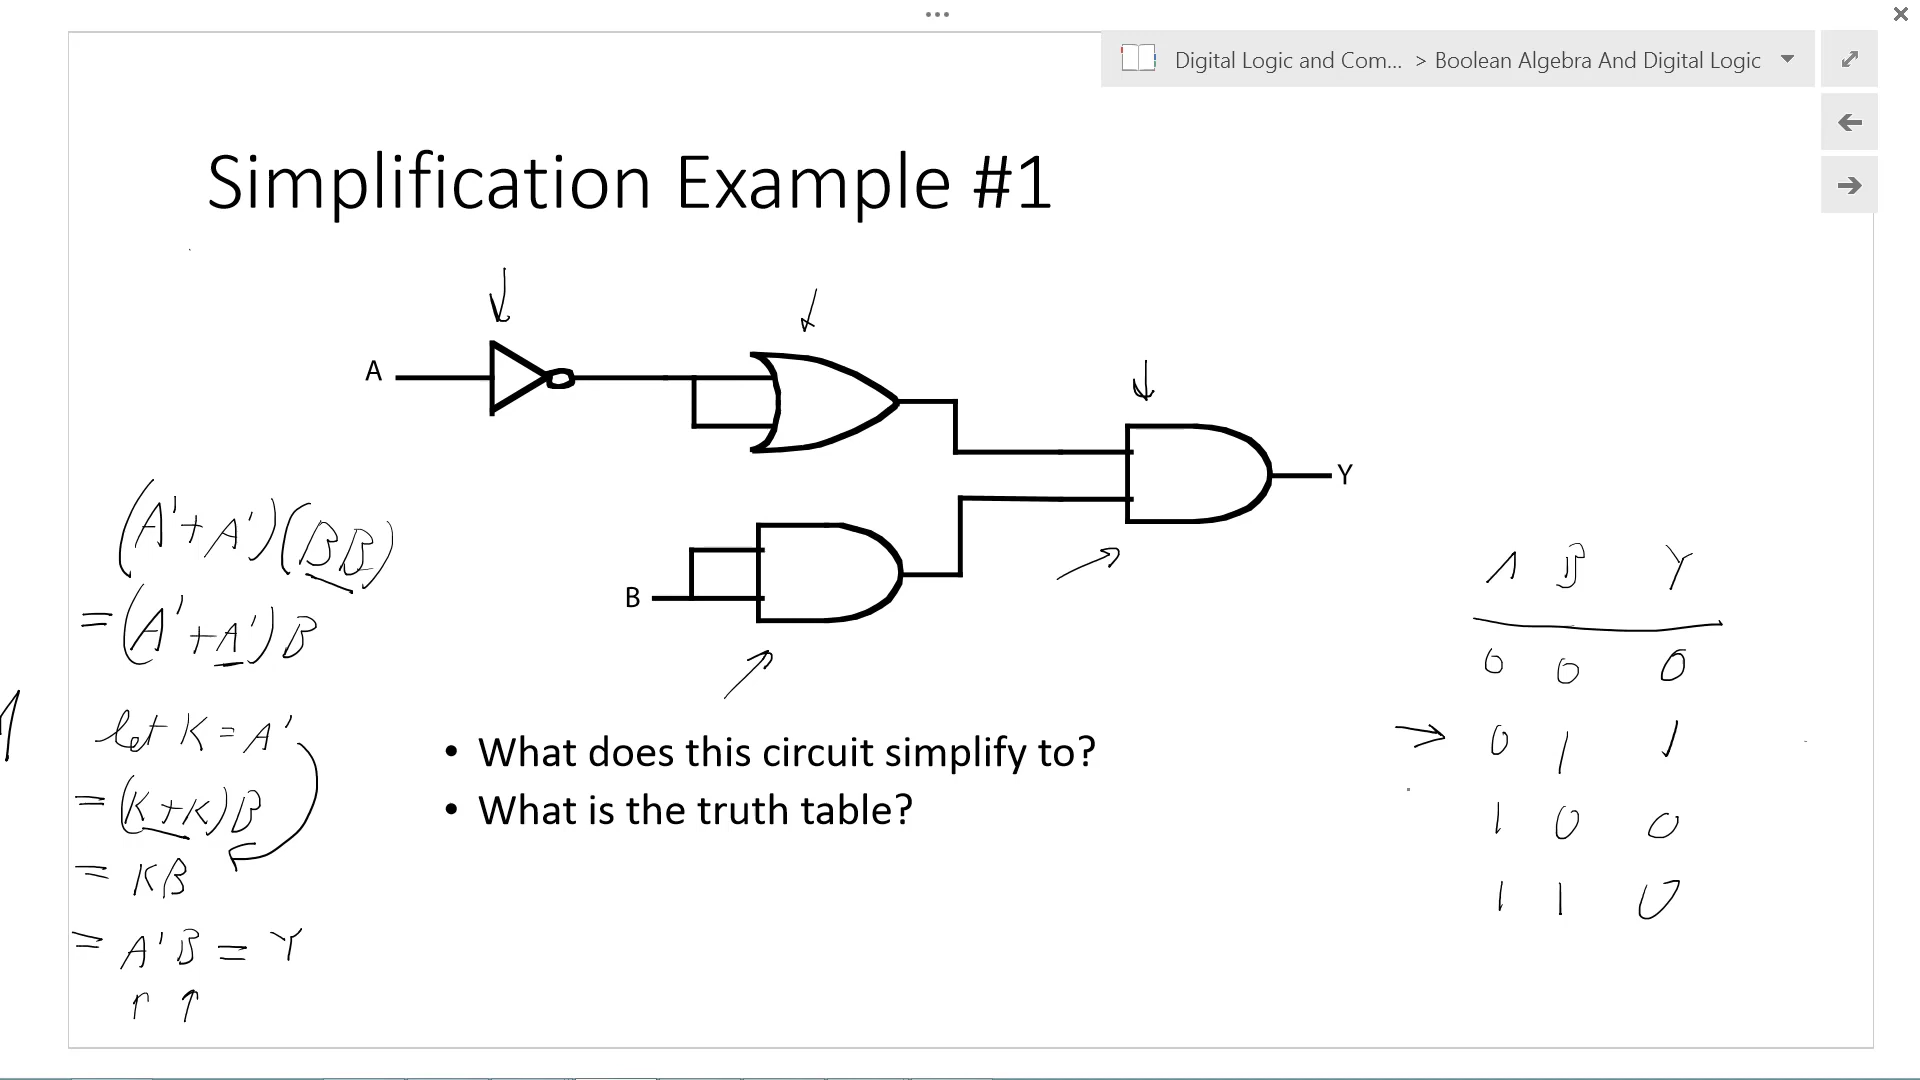 Digital Logic and Com... > Boolean Algebra And Digital Logic
Simplification Example #1
A
Y
B
(A'+A')(BB)
=(A'+A')B
let K=A'
=(K+K)B
=KB
=A'B=Y
• What does this circuit simplify to?
• What is the truth table?
A B Y
0 0 0
0 1 1
1 0 0
1 1 0